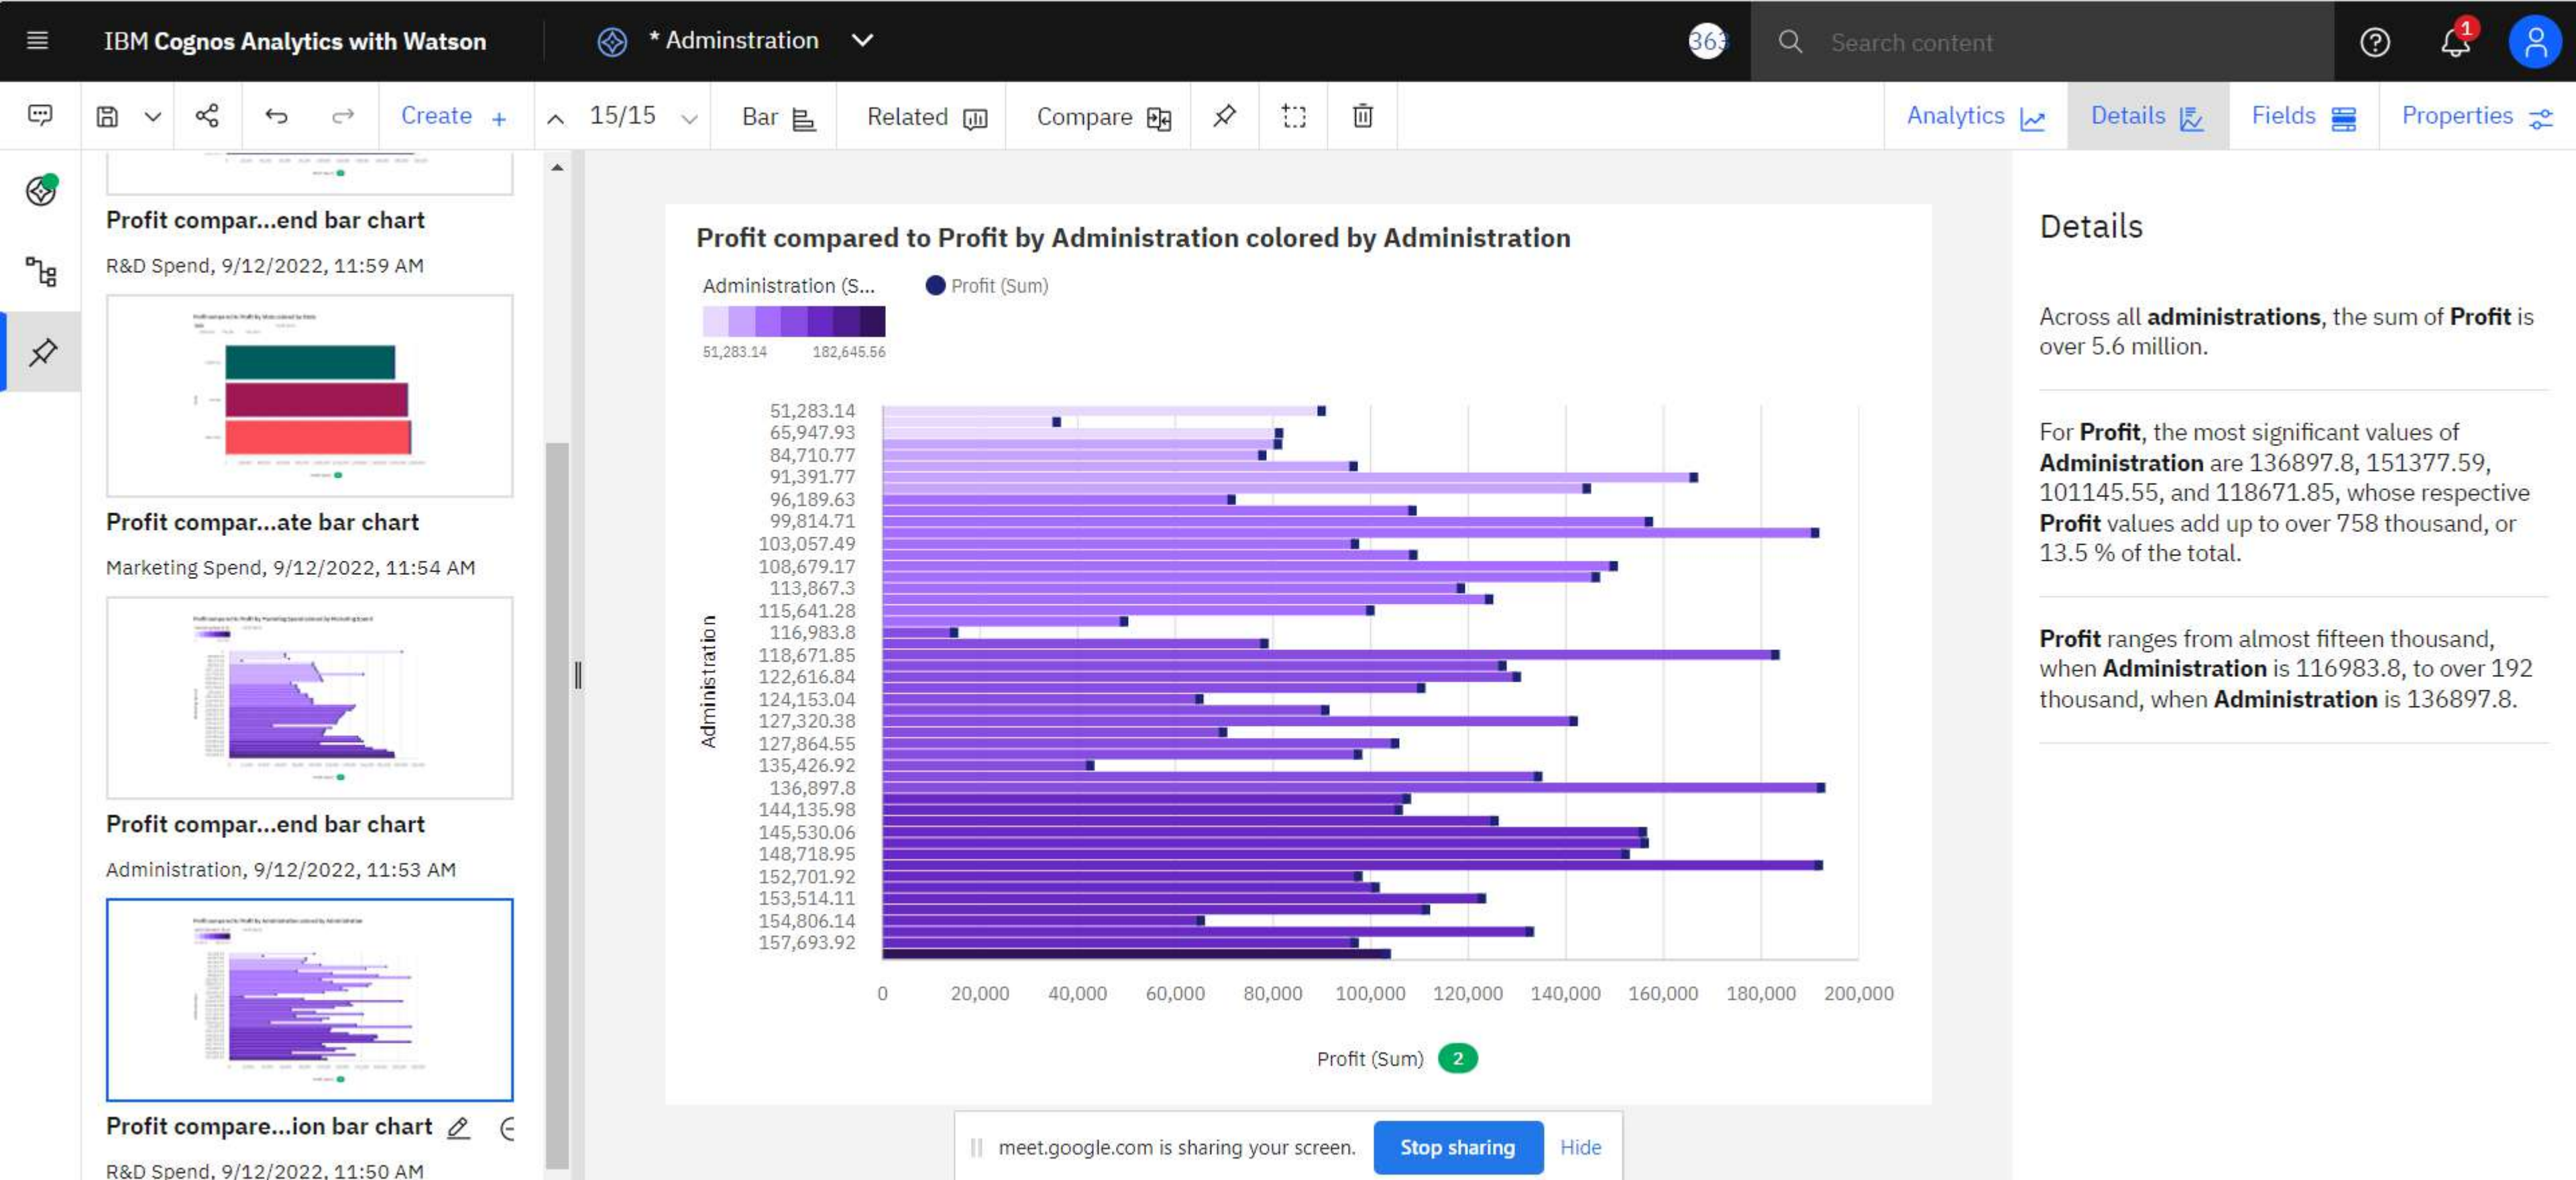 IBM Cognos Analytics with Watson
* Adminstration
363
Search content
1
Create +
15/15
Bar
Related
Compare
Analytics
Details
Fields
Properties
Profit compar...end bar chart
R&D Spend, 9/12/2022, 11:59 AM
Profit compar...ate bar chart
Marketing Spend, 9/12/2022, 11:54 AM
Profit compar...end bar chart
Administration, 9/12/2022, 11:53 AM
Profit compare...ion bar chart
R&D Spend, 9/12/2022, 11:50 AM
Profit compared to Profit by Administration colored by Administration
Administration (S...
Profit (Sum)
51,283.14
182,645.56
Administration
51,283.14
65,947.93
84,710.77
91,391.77
96,189.63
99,814.71
103,057.49
108,679.17
113,867.3
115,641.28
116,983.8
118,671.85
122,616.84
124,153.04
127,320.38
127,864.55
135,426.92
136,897.8
144,135.98
145,530.06
148,718.95
152,701.92
153,514.11
154,806.14
157,693.92
0 20,000 40,000 60,000 80,000 100,000 120,000 140,000 160,000 180,000 200,000
Profit (Sum) 2
meet.google.com is sharing your screen.
Stop sharing
Hide
Details
Across all administrations, the sum of Profit is
over 5.6 million.
For Profit, the most significant values of
Administration are 136897.8, 151377.59,
101145.55, and 118671.85, whose respective
Profit values add up to over 758 thousand, or
13.5 % of the total.
Profit ranges from almost fifteen thousand,
when Administration is 116983.8, to over 192
thousand, when Administration is 136897.8.